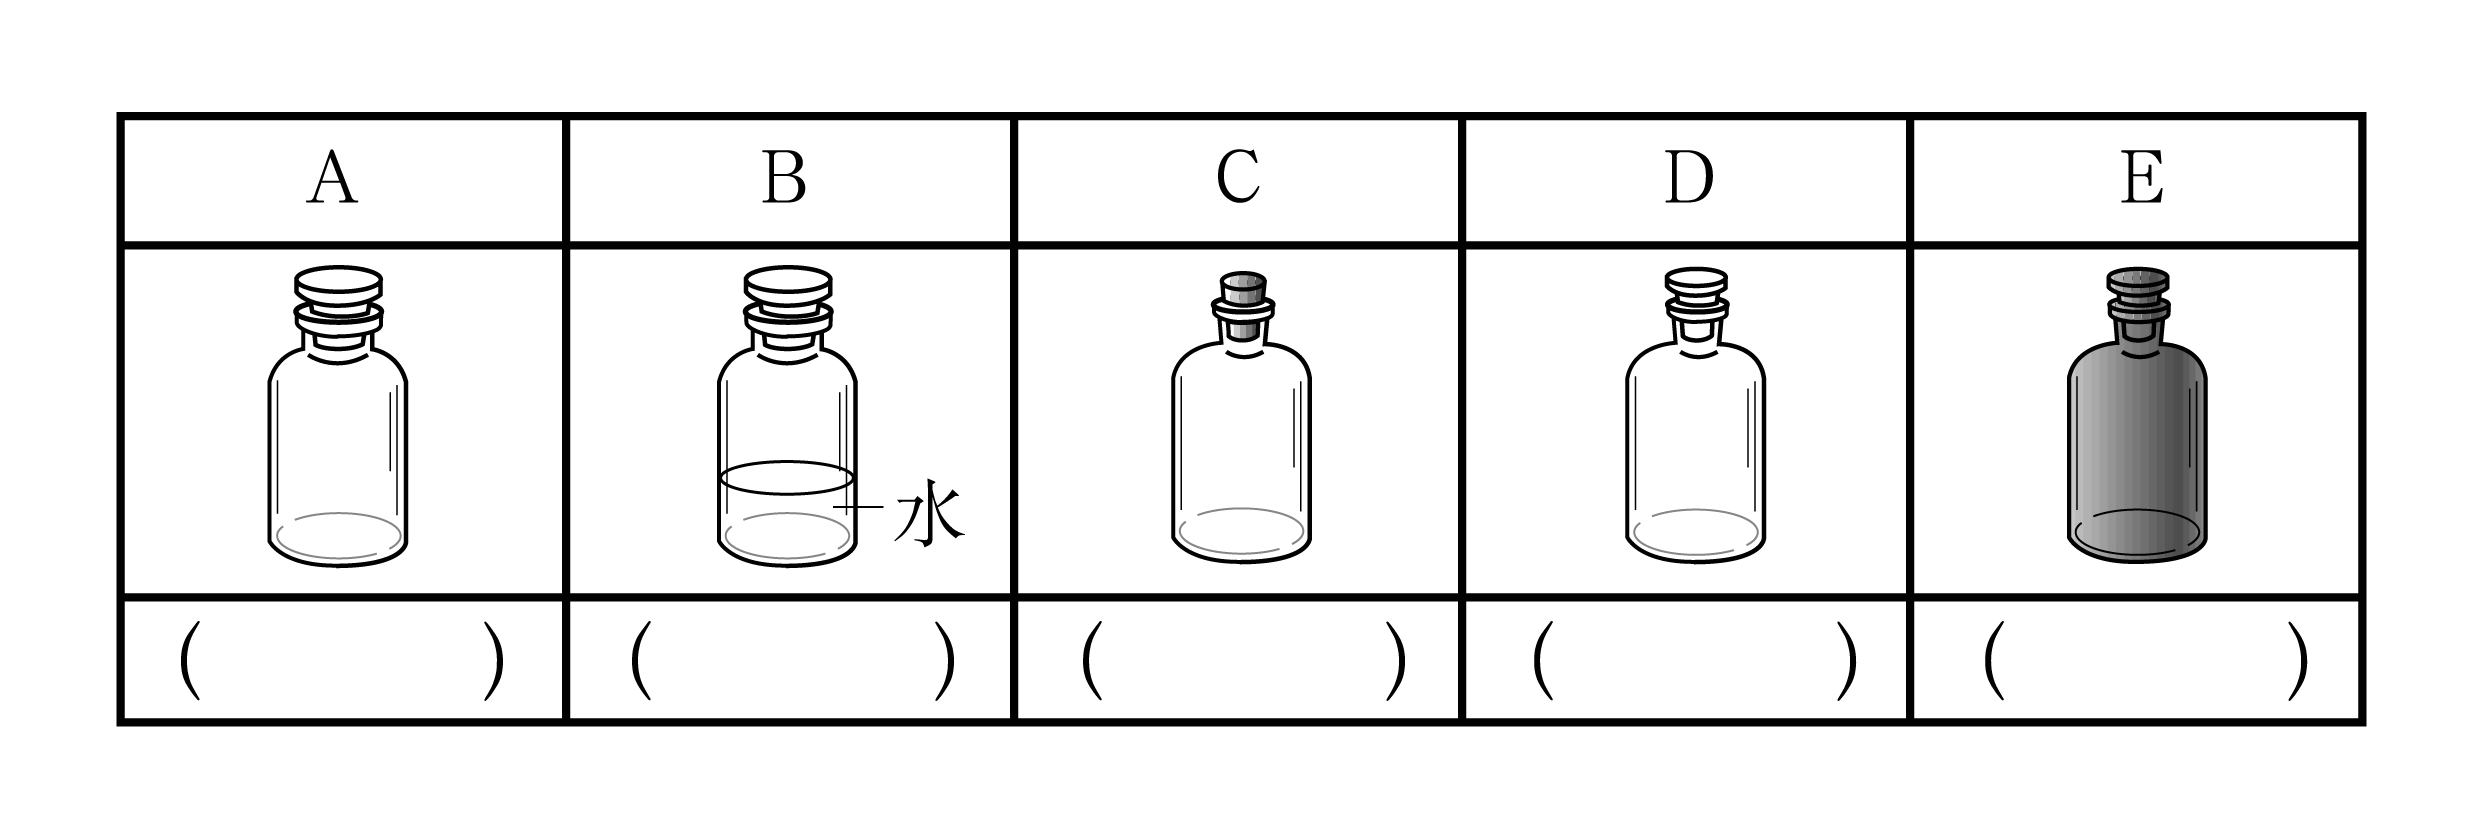 A B C D E
水
( ) ( ) ( ) ( ) ( )